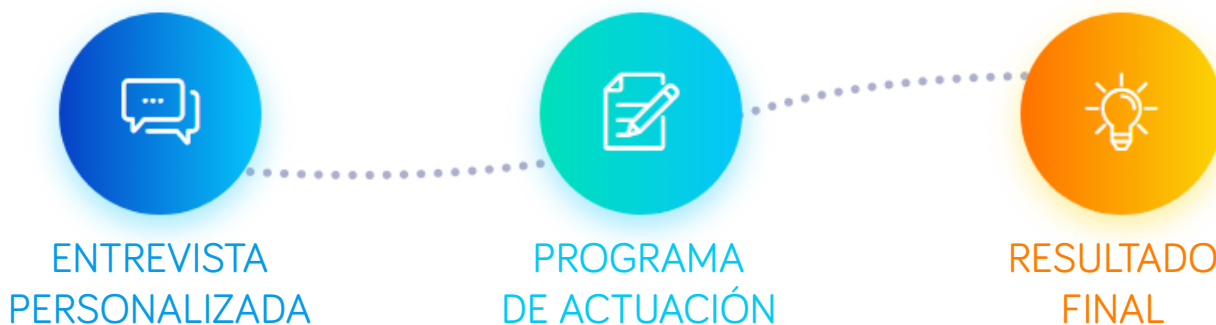 ENTREVISTA
PERSONALIZADA
PROGRAMA
DE ACTUACIÓN
RESULTADO
FINAL